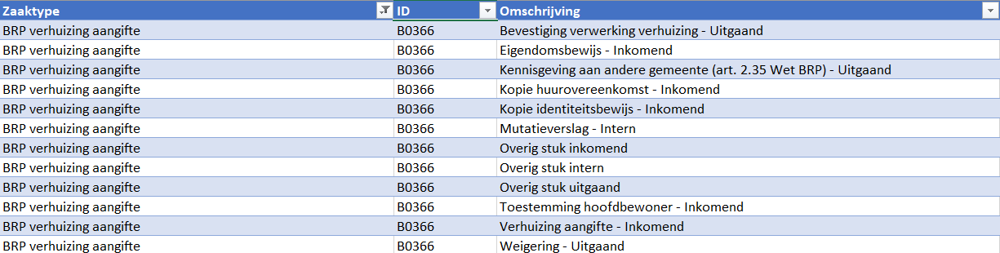 Zaaktype ID Omschrijving
BRP verhuizing aangifte B0366 Bevestiging verwerking verhuizing - Uitgaand
BRP verhuizing aangifte B0366 Eigendomsbewijs - Inkomend
BRP verhuizing aangifte B0366 Kennisgeving aan andere gemeente (art. 2.35 Wet BRP) - Uitgaand
BRP verhuizing aangifte B0366 Kopie huurovereenkomst - Inkomend
BRP verhuizing aangifte B0366 Kopie identiteitsbewijs - Inkomend
BRP verhuizing aangifte B0366 Mutatieverslag - Intern
BRP verhuizing aangifte B0366 Overig stuk inkomend
BRP verhuizing aangifte B0366 Overig stuk intern
BRP verhuizing aangifte B0366 Overig stuk uitgaand
BRP verhuizing aangifte B0366 Toestemming hoofdbewoner - Inkomend
BRP verhuizing aangifte B0366 Verhuizing aangifte - Inkomend
BRP verhuizing aangifte B0366 Weigering - Uitgaand